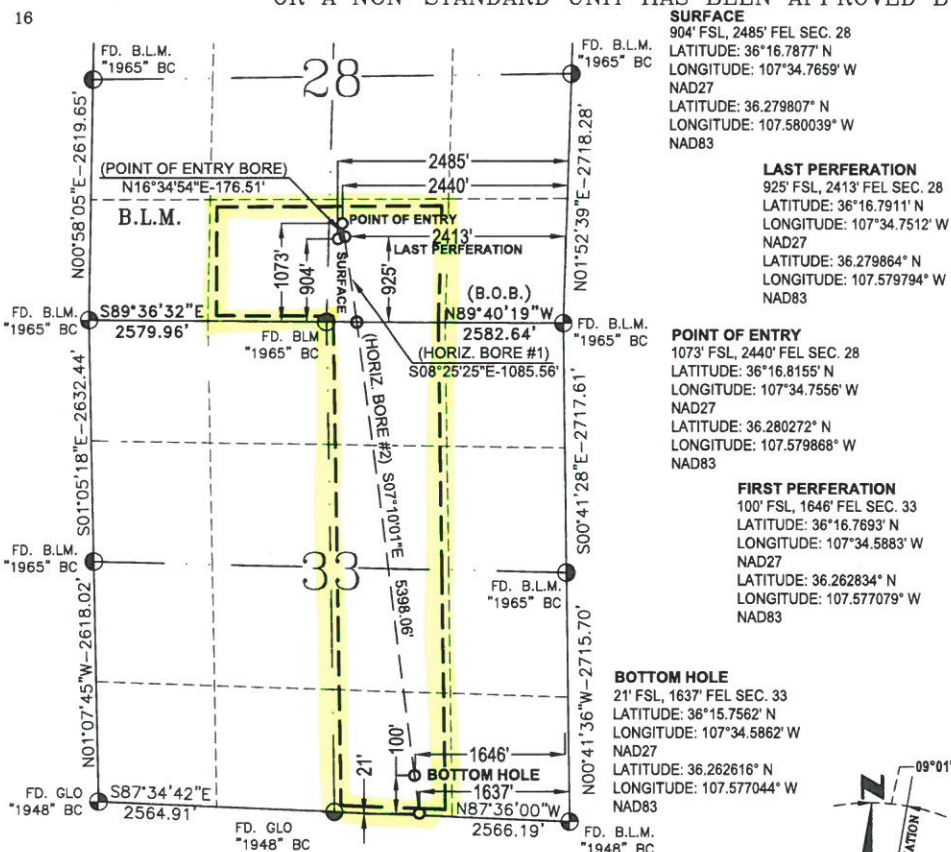 OR A NON-STANDARD UNIT HAS BEEN APPROVED B
16
SURFACE
904' FSL, 2485' FEL SEC. 28
LATITUDE: 36°16.7877' N
LONGITUDE: 107°34.7659' W
NAD27
LATITUDE: 36.279807° N
LONGITUDE: 107.580039° W
NAD83
LAST PERFERATION
925' FSL, 2413' FEL SEC. 28
LATITUDE: 36°16.7911' N
LONGITUDE: 107°34.7512' W
NAD27
LATITUDE: 36.279864° N
LONGITUDE: 107.579794° W
NAD83
POINT OF ENTRY
1073' FSL, 2440' FEL SEC. 28
LATITUDE: 36°16.8155' N
LONGITUDE: 107°34.7556' W
NAD27
LATITUDE: 36.280272° N
LONGITUDE: 107.579868° W
NAD83
FIRST PERFERATION
100' FSL, 1646' FEL SEC. 33
LATITUDE: 36°16.7693' N
LONGITUDE: 107°34.5883' W
NAD27
LATITUDE: 36.262834° N
LONGITUDE: 107.577079° W
NAD83
BOTTOM HOLE
21' FSL, 1637' FEL SEC. 33
LATITUDE: 36°15.7562' N
LONGITUDE: 107°34.5862' W
NAD27
LATITUDE: 36.262616° N
LONGITUDE: 107.577044° W
NAD83
FD. B.L.M.
"1965" BC
28
FD. B.L.M.
"1965" BC
N00°58'05"E-2619.65'
N01°52'39"E-2718.28'
(POINT OF ENTRY BORE)
N16°34'54"E-176.51'
2485'
2440'
B.L.M.
POINT OF ENTRY
2413'
LAST PERFERATION
1073'
904'
SURFACE
925'
(B.O.B.)
FD. B.LM.
"1965" BC
S89°36'32"E
2579.96'
FD. BLM
"1965" BC
N89°40'19"W
2582.64'
FD. B.L.M.
"1965" BC
(HORIZ. BORE #1)
S08°25'25"E-1085.56'
(HORIZ. BORE #2) S07°10'01"E 5398.06'
S01°05'18"E-2632.44'
S00°41'28"E-2717.61'
FD. B.LM.
"1965" BC
33
FD. B.L.M.
"1965" BC
N01°07'45"W-2618.02'
N00°41'36"W-2715.70'
1646'
100'
21'
BOTTOM HOLE
1637'
FD. GLO
"1948" BC
S87°34'42"E
2564.91'
FD. GLO
"1948" BC
N87°36'00"W
2566.19'
FD. B.L.M.
"1948" BC
N
09°01'